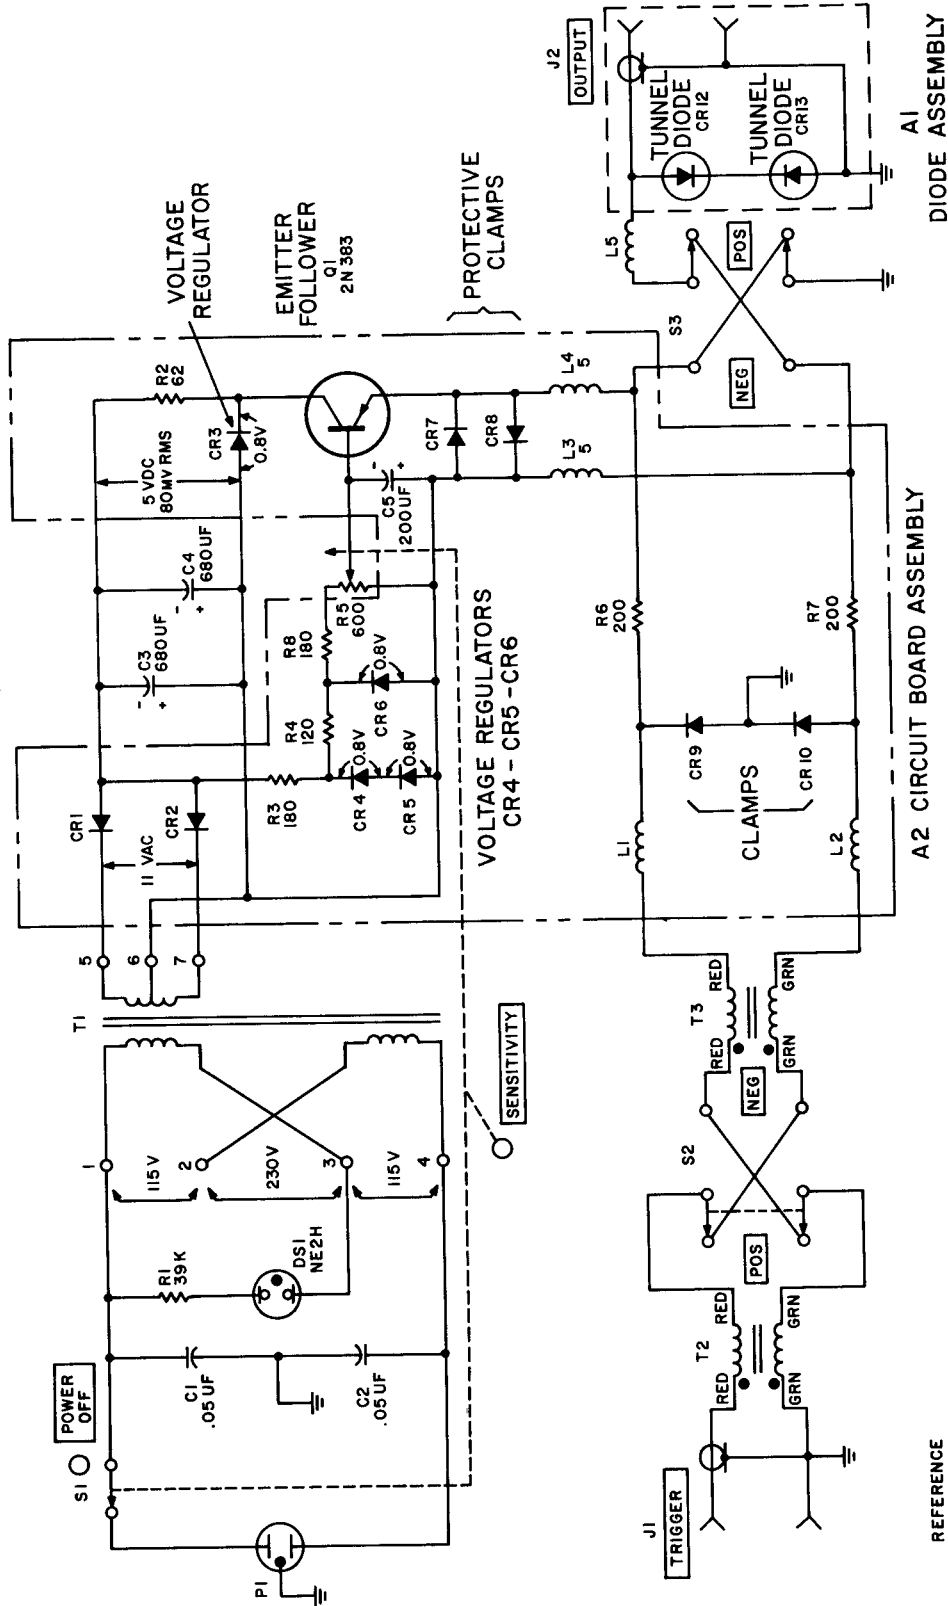 P1
S1
POWER
OFF
C1
.05UF
C2
.05UF
R1
39K
DS1
NE2H
1
115V
2
230V
3
115V
4
T1
5
6
7
11 VAC
CR1
CR2
C3
680UF
-
+
C4
680UF
-
+
5 VDC
80MV RMS
R2
62
CR3
0.8V
VOLTAGE
REGULATOR
R3
180
CR4
0.8V
CR5
0.8V
R4
120
CR6
0.8V
R8
180
R5
600
C5
200UF
-
+
EMITTER
FOLLOWER
Q1
2N383
CR7
CR8
PROTECTIVE
CLAMPS
VOLTAGE REGULATORS
CR4-CR5-CR6
SENSITIVITY
L3
5
L4
5
J1
TRIGGER
T2
RED
RED
GRN
GRN
POS
S2
NEG
T3
RED
RED
GRN
GRN
L1
L2
CLAMPS
CR9
CR10
R6
200
R7
200
S3
NEG
POS
L5
J2
OUTPUT
TUNNEL
DIODE
CR12
TUNNEL
DIODE
CR13
A1
DIODE ASSEMBLY
A2 CIRCUIT BOARD ASSEMBLY
REFERENCE